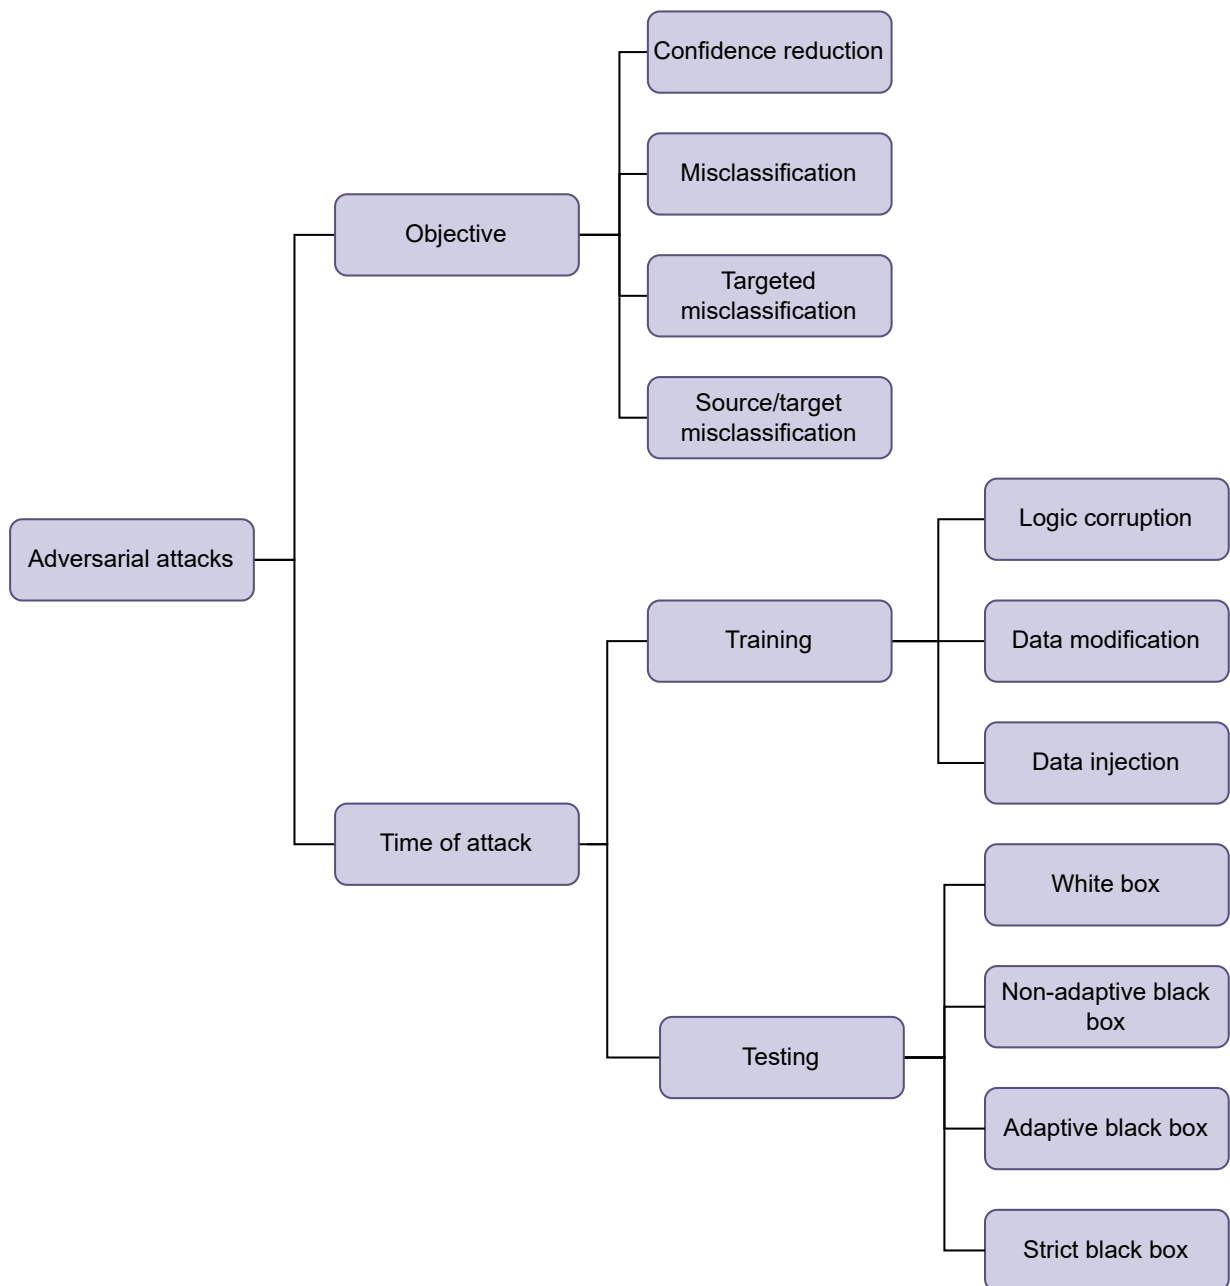 Confidence reduction
Misclassification
Objective
Targeted
misclassification
Source/target
misclassification
Logic corruption
Adversarial attacks
Training
Data modification
Data injection
Time of attack
White box
Non-adaptive black
box
Testing
Adaptive black box
Strict black box